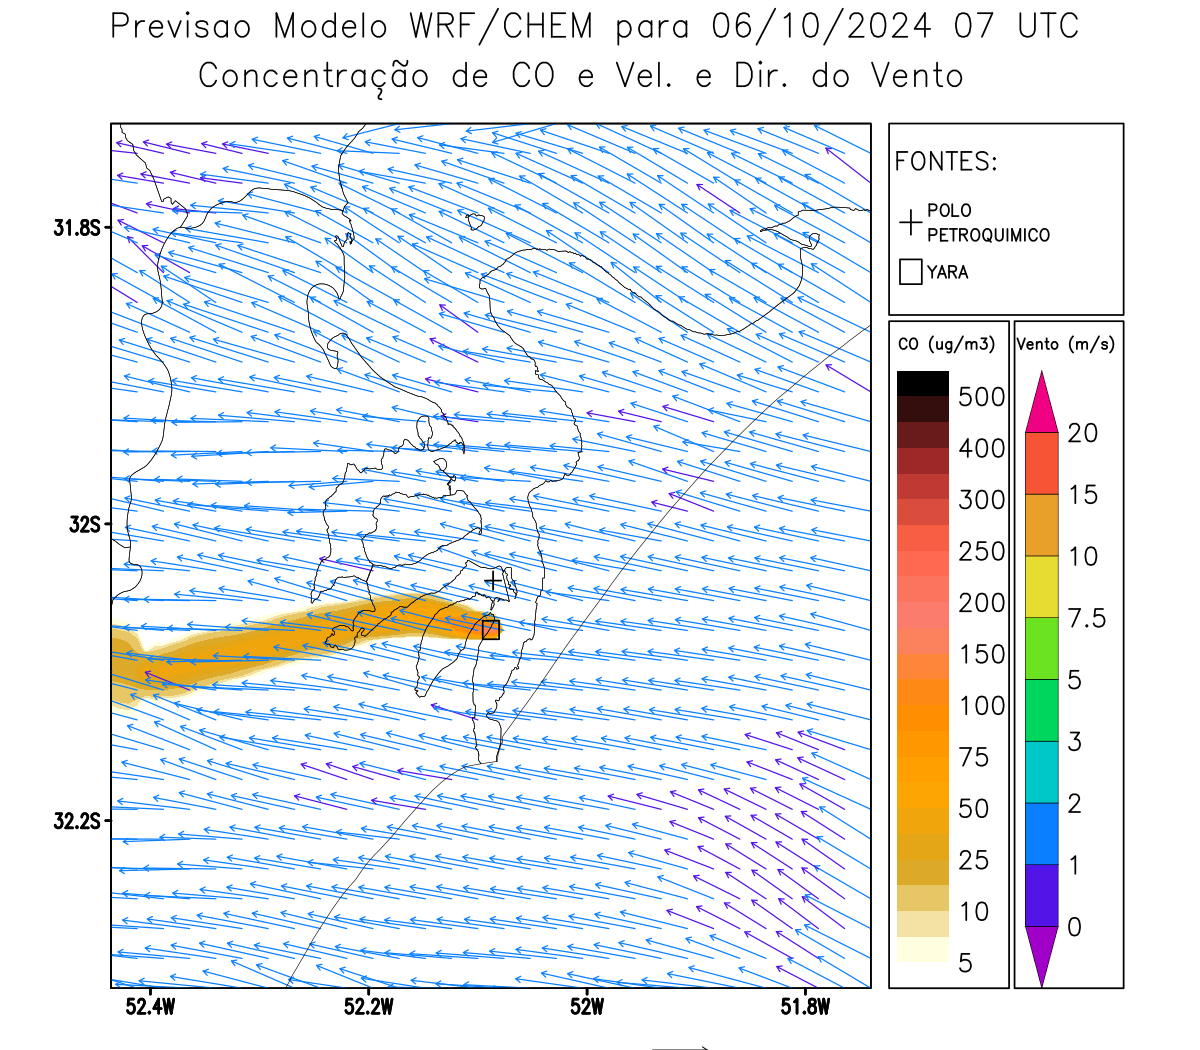 Previsao Modelo WRF/CHEM para 06/10/2024 07 UTC
Concentração de CO e Vel. e Dir. do Vento
FONTES:
POLO
PETROQUIMICO
YARA
CO (ug/m3)
500
400
300
250
200
150
100
75
50
25
10
5
Vento (m/s)
20
15
10
7.5
5
3
2
1
0
31.8S
32S
32.2S
52.4W
52.2W
52W
51.8W